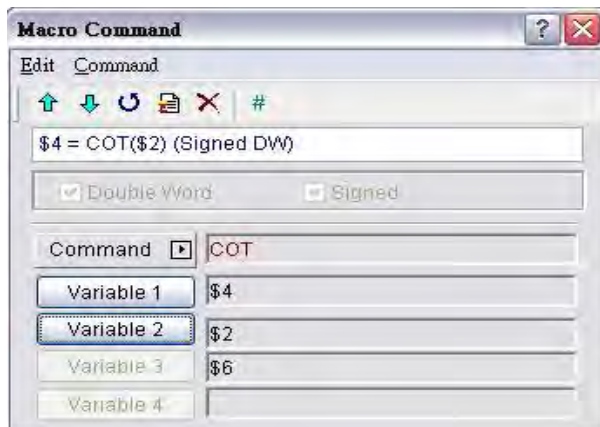 Macro Command
Edit Command
#
$4 = COT($2) (Signed DW)
Double Word Signed
Command COT
Variable 1 $4
Variable 2 $2
Variable 3 $6
Variable 4